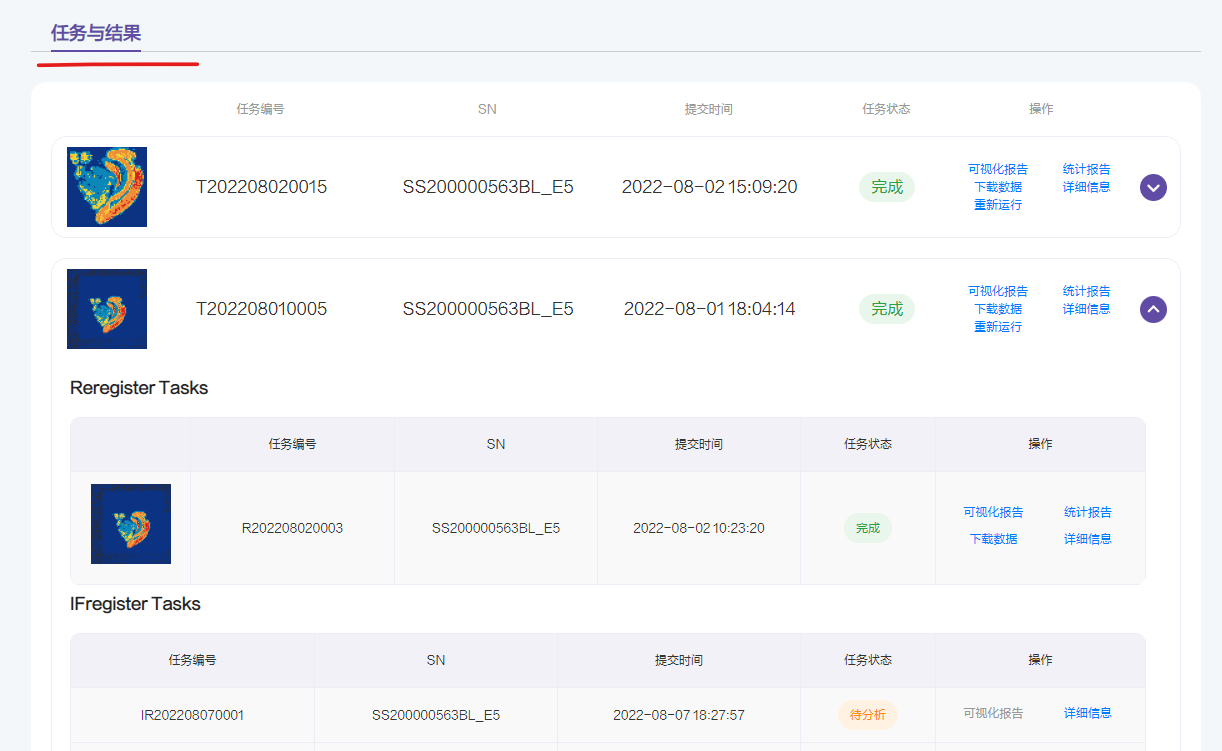 任务与结果
任务编号 SN 提交时间 任务状态 操作
T202208020015 SS200000563BL_E5 2022-08-02 15:09:20 完成
可视化报告 统计报告
下载数据 详细信息
重新运行
T202208010005 SS200000563BL_E5 2022-08-01 18:04:14 完成
可视化报告 统计报告
下载数据 详细信息
重新运行
Reregister Tasks
任务编号 SN 提交时间 任务状态 操作
R202208020003 SS200000563BL_E5 2022-08-02 10:23:20 完成
可视化报告 统计报告
下载数据 详细信息
IFregister Tasks
任务编号 SN 提交时间 任务状态 操作
IR202208070001 SS200000563BL_E5 2022-08-07 18:27:57 待分析 可视化报告 详细信息